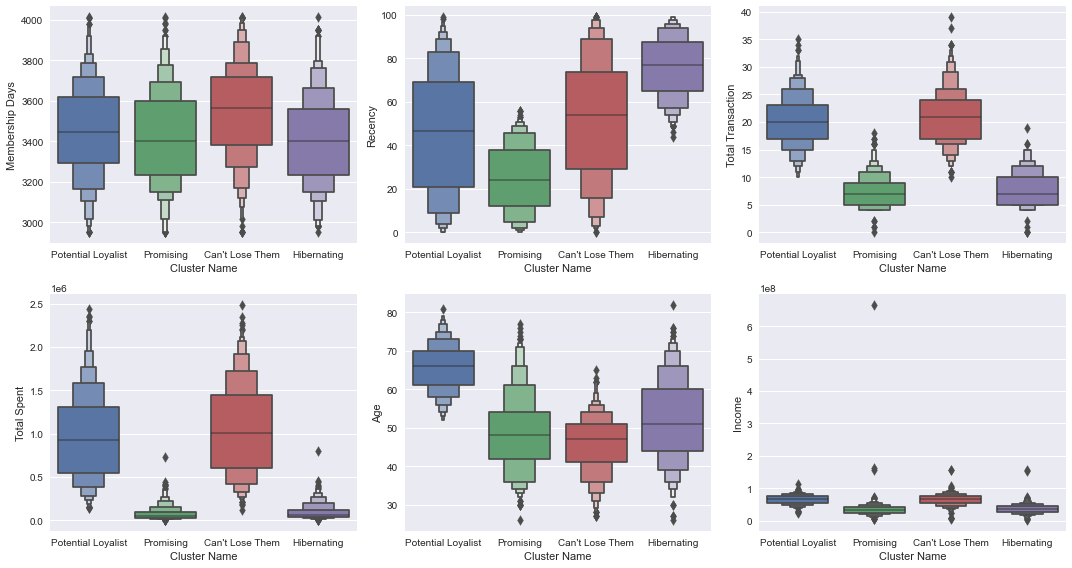 4000
3800
3600
3400
3200
3000
Membership Days
Potential Loyalist Promising Can't Lose Them Hibernating
Cluster Name
100
80
60
40
20
0
Recency
Potential Loyalist Promising Can't Lose Them Hibernating
Cluster Name
40
35
30
25
20
15
10
5
0
Total Transaction
Potential Loyalist Promising Can't Lose Them Hibernating
Cluster Name
1e6
2.5
2.0
1.5
1.0
0.5
0.0
Total Spent
Potential Loyalist Promising Can't Lose Them Hibernating
Cluster Name
80
70
60
50
40
30
Age
Potential Loyalist Promising Can't Lose Them Hibernating
Cluster Name
1e8
6
5
4
3
2
1
0
Income
Potential Loyalist Promising Can't Lose Them Hibernating
Cluster Name